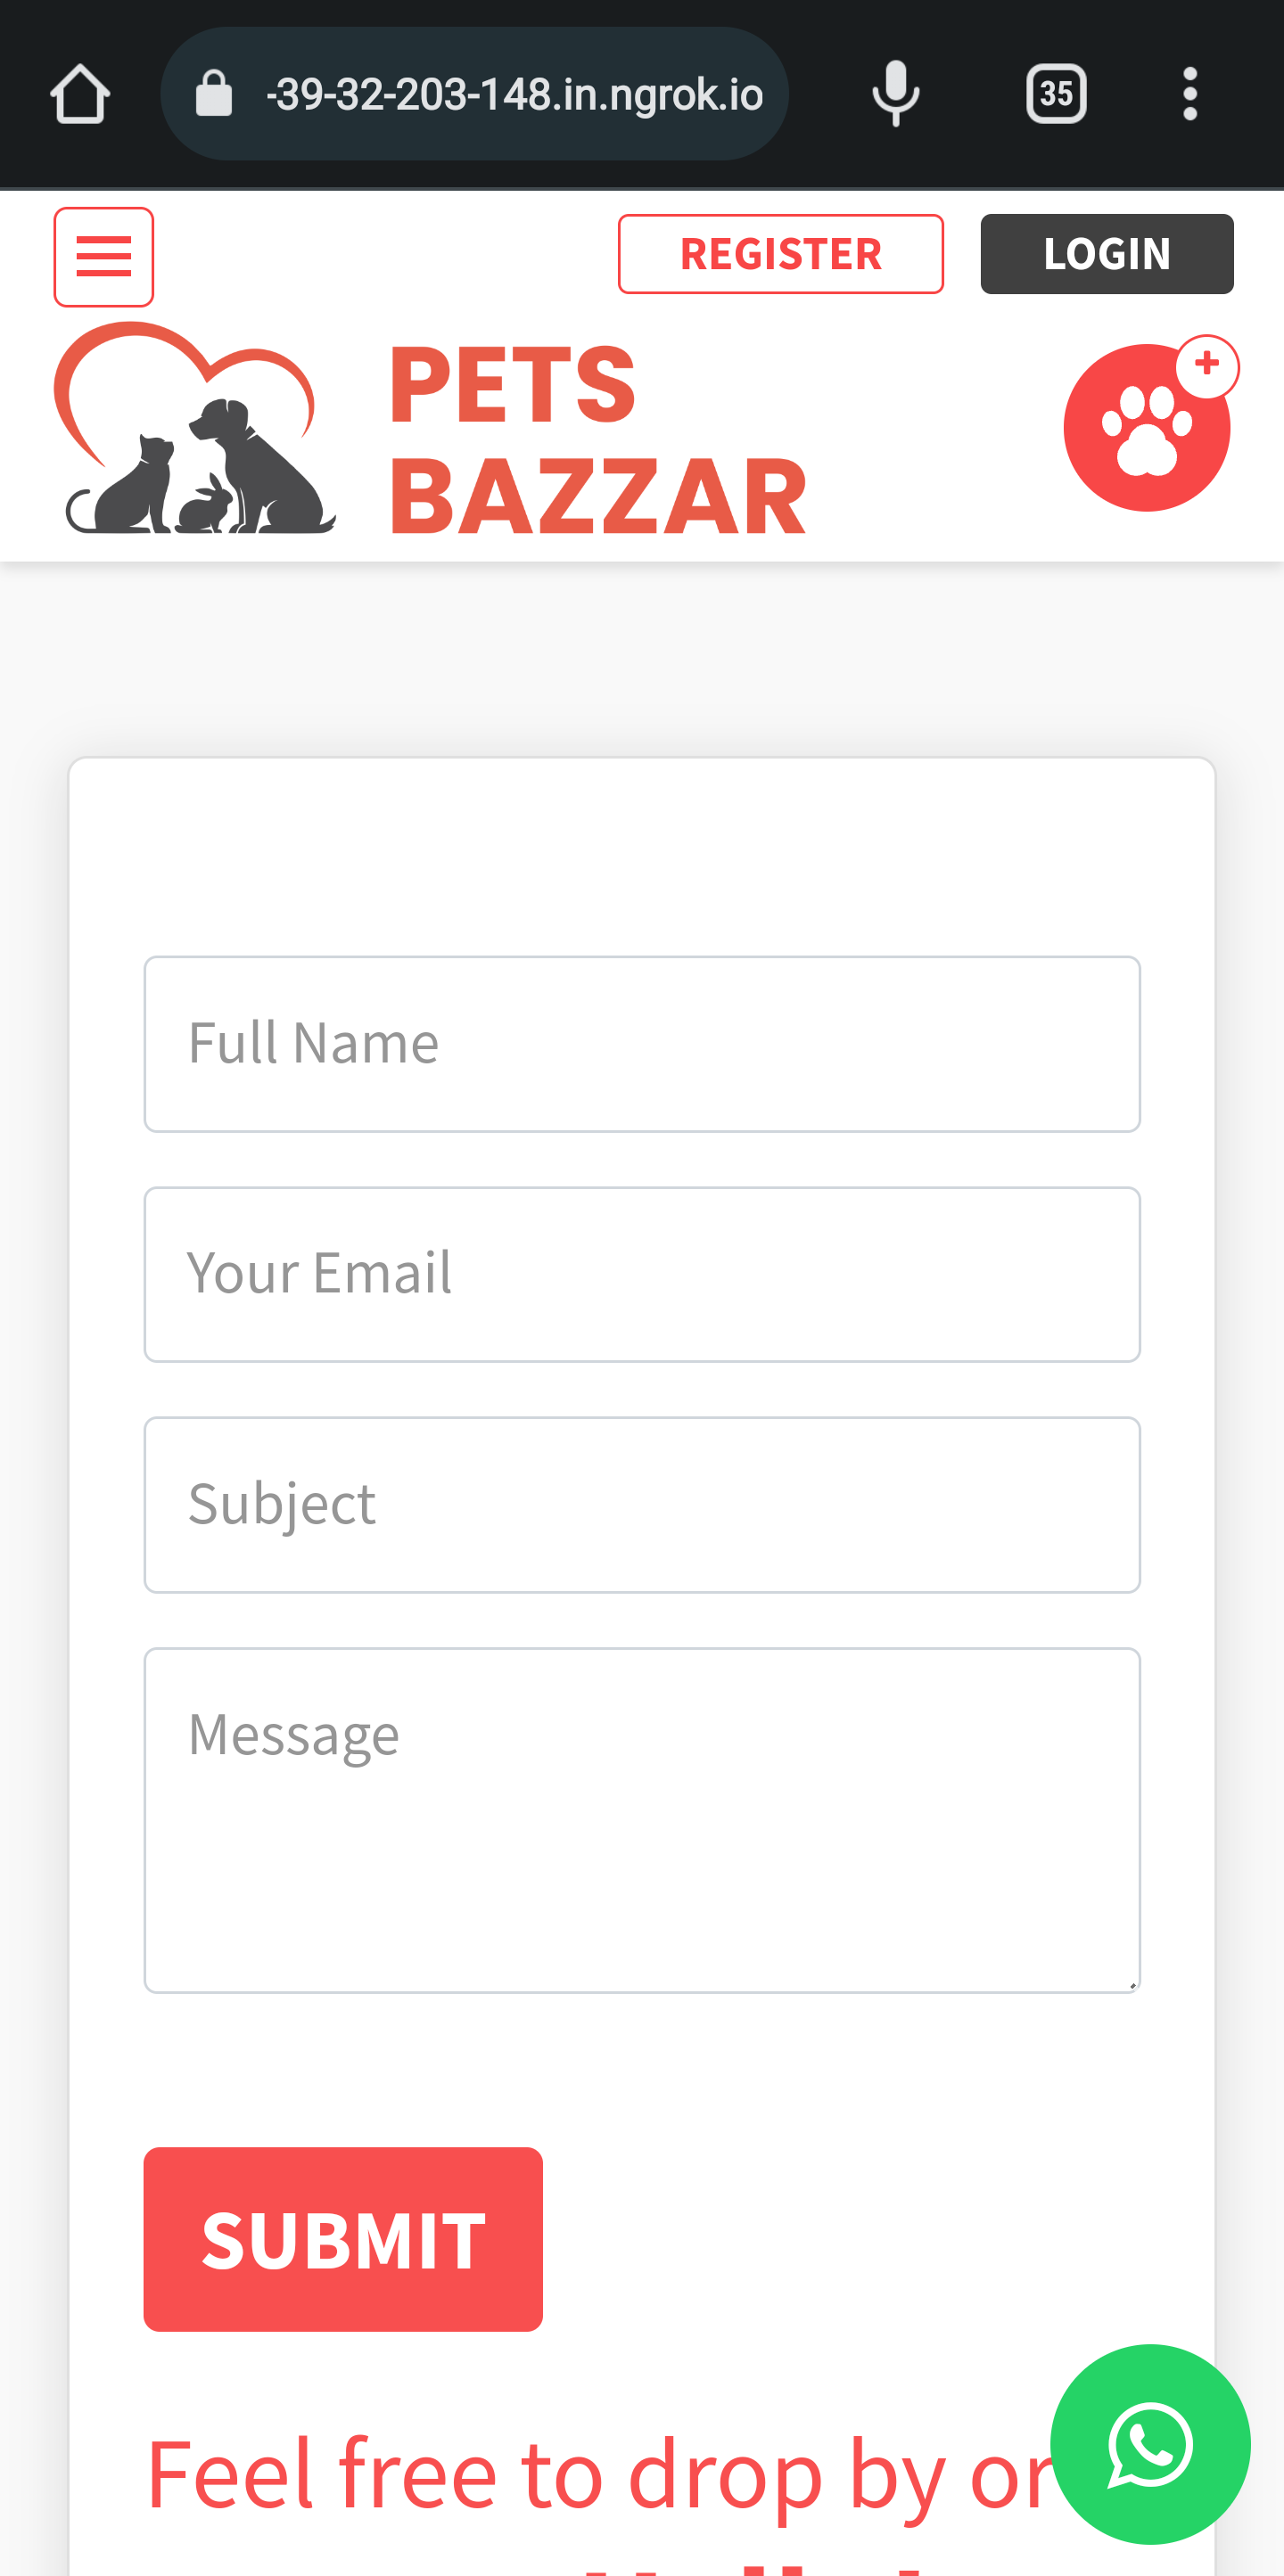 -39-32-203-148.in.ngrok.io
35
REGISTER
LOGIN
PETS
BAZZAR
Full Name
Your Email
Subject
Message
SUBMIT
Feel free to drop by or